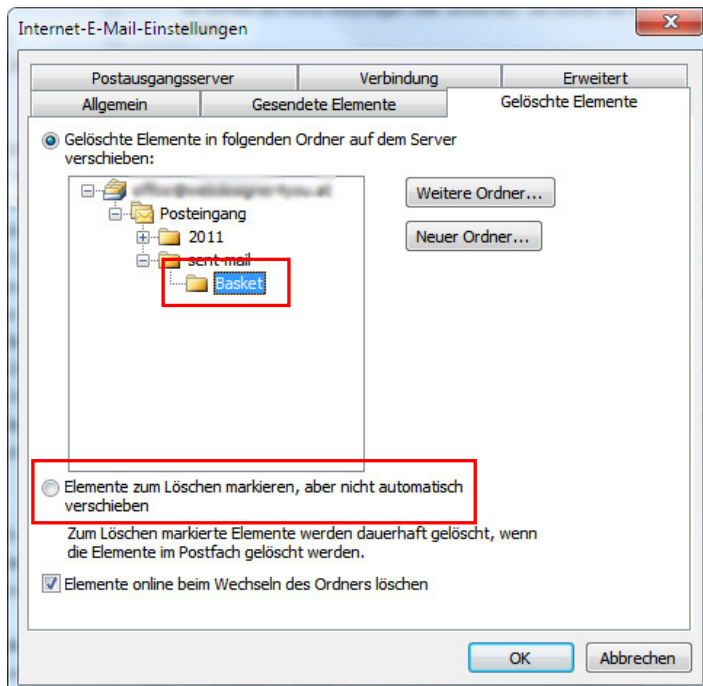 Internet-E-Mail-Einstellungen
Postausgangsserver
Verbindung
Erweitert
Allgemein
Gesendete Elemente
Gelöschte Elemente
Gelöschte Elemente in folgenden Ordner auf dem Server
verschieben:
Posteingang
2011
sent-mail
Basket
Weitere Ordner...
Neuer Ordner...
Elemente zum Löschen markieren, aber nicht automatisch
verschieben
Zum Löschen markierte Elemente werden dauerhaft gelöscht, wenn
die Elemente im Postfach gelöscht werden.
Elemente online beim Wechseln des Ordners löschen
OK
Abbrechen